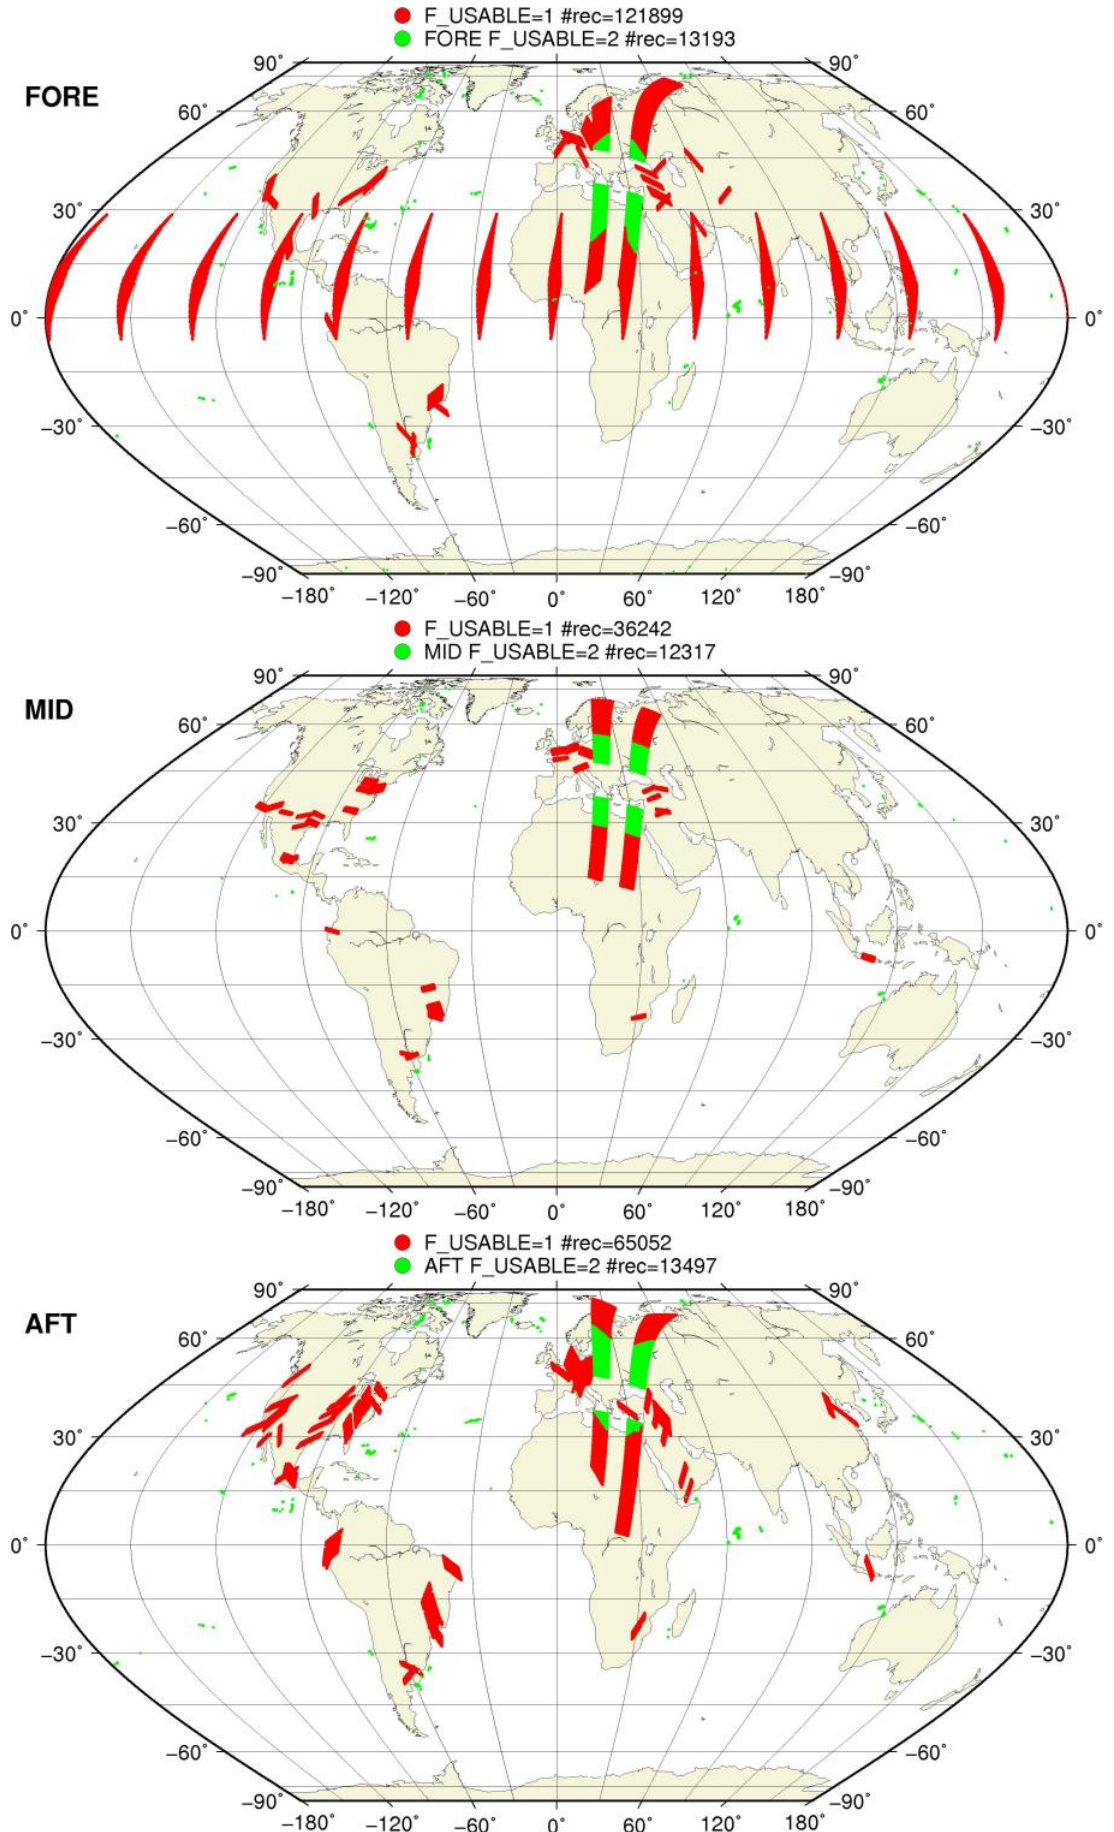 F_USABLE=1 #rec=121899
FORE F_USABLE=2 #rec=13193
FORE
90° 90°
60° 60°
30° 30°
0° 0°
−30° −30°
−60° −60°
−90° −90°
−180° −120° −60° 0° 60° 120° 180°
F_USABLE=1 #rec=36242
MID F_USABLE=2 #rec=12317
MID
90° 90°
60° 60°
30° 30°
0° 0°
−30° −30°
−60° −60°
−90° −90°
−180° −120° −60° 0° 60° 120° 180°
F_USABLE=1 #rec=65052
AFT F_USABLE=2 #rec=13497
AFT
90° 90°
60° 60°
30° 30°
0° 0°
−30° −30°
−60° −60°
−90° −90°
−180° −120° −60° 0° 60° 120° 180°